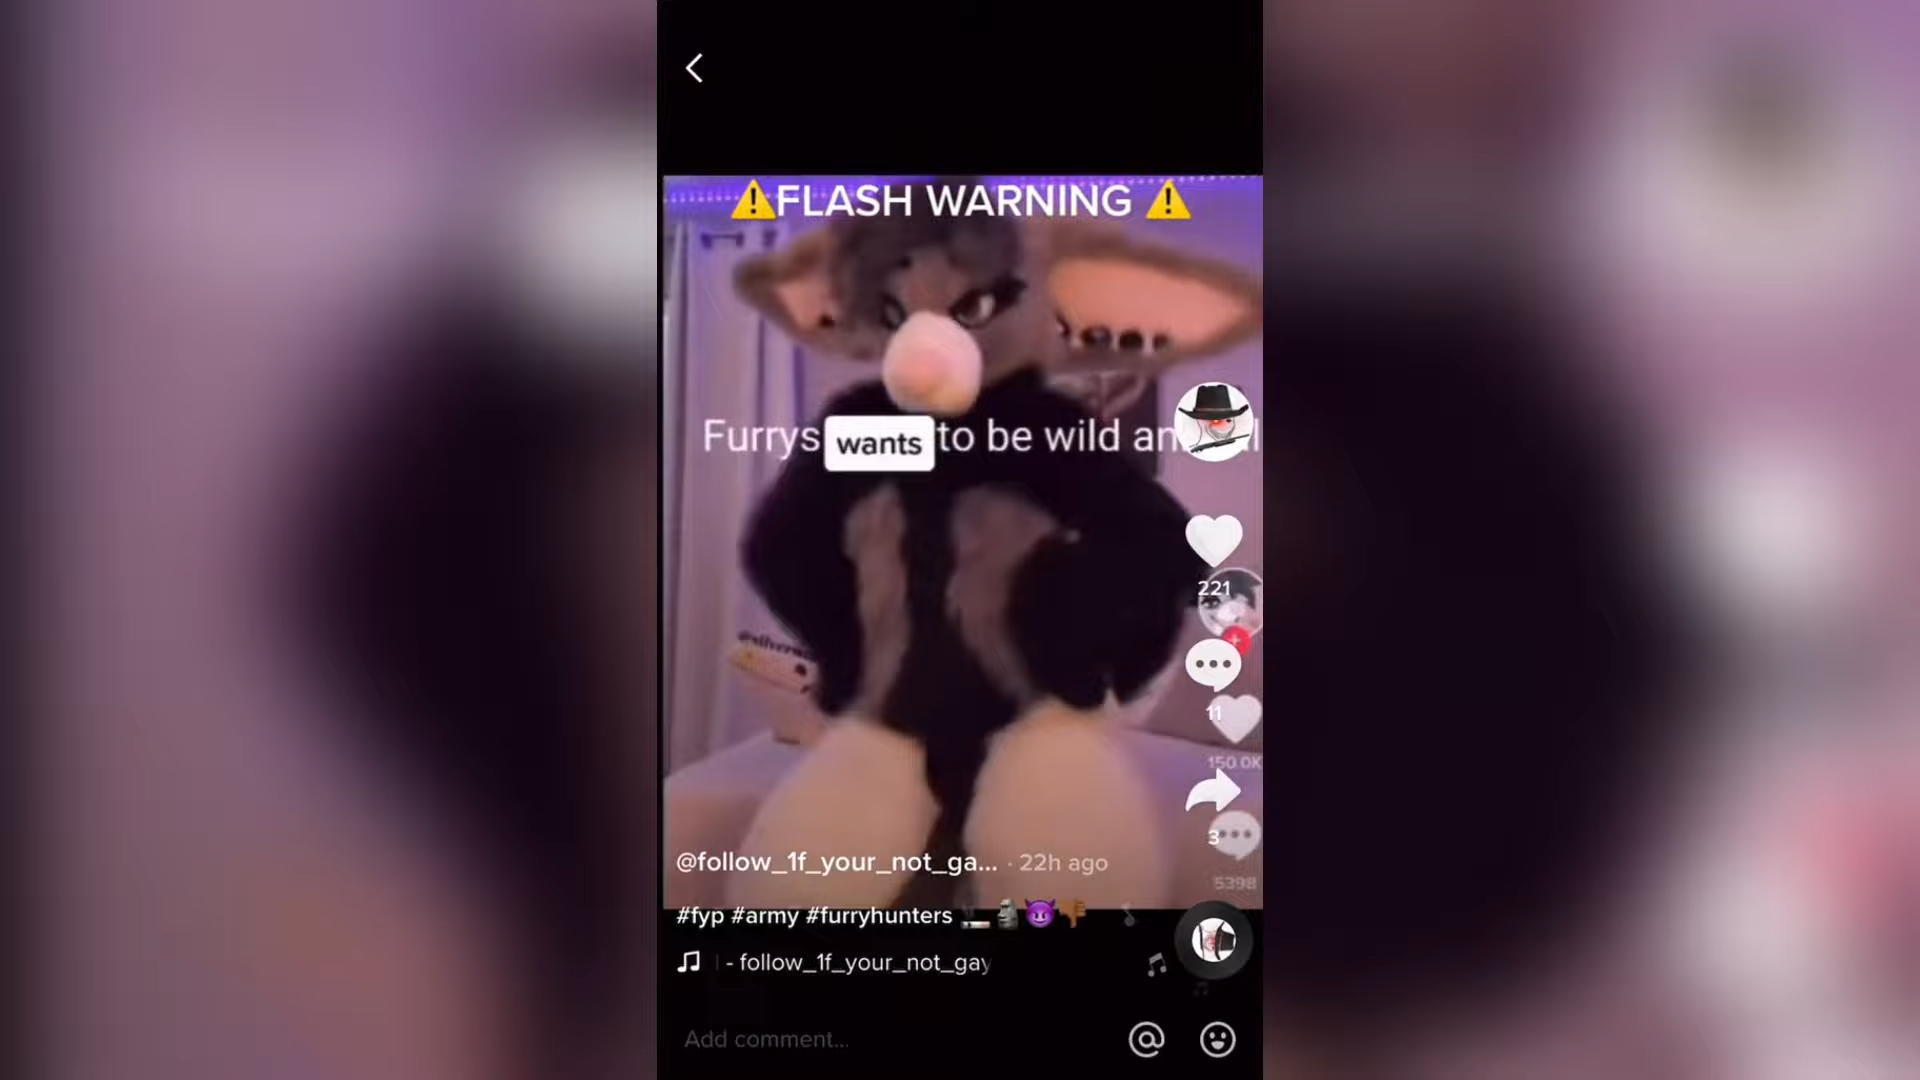 ⚠️FLASH WARNING ⚠️
Furrys wants to be wild
221
11
150.0K
3
5398
@follow_1f_your_not_ga... · 22h ago
#fyp #army #furryhunters 🚬🗿😈👎🏾
- follow_1f_your_not_gay
Add comment...